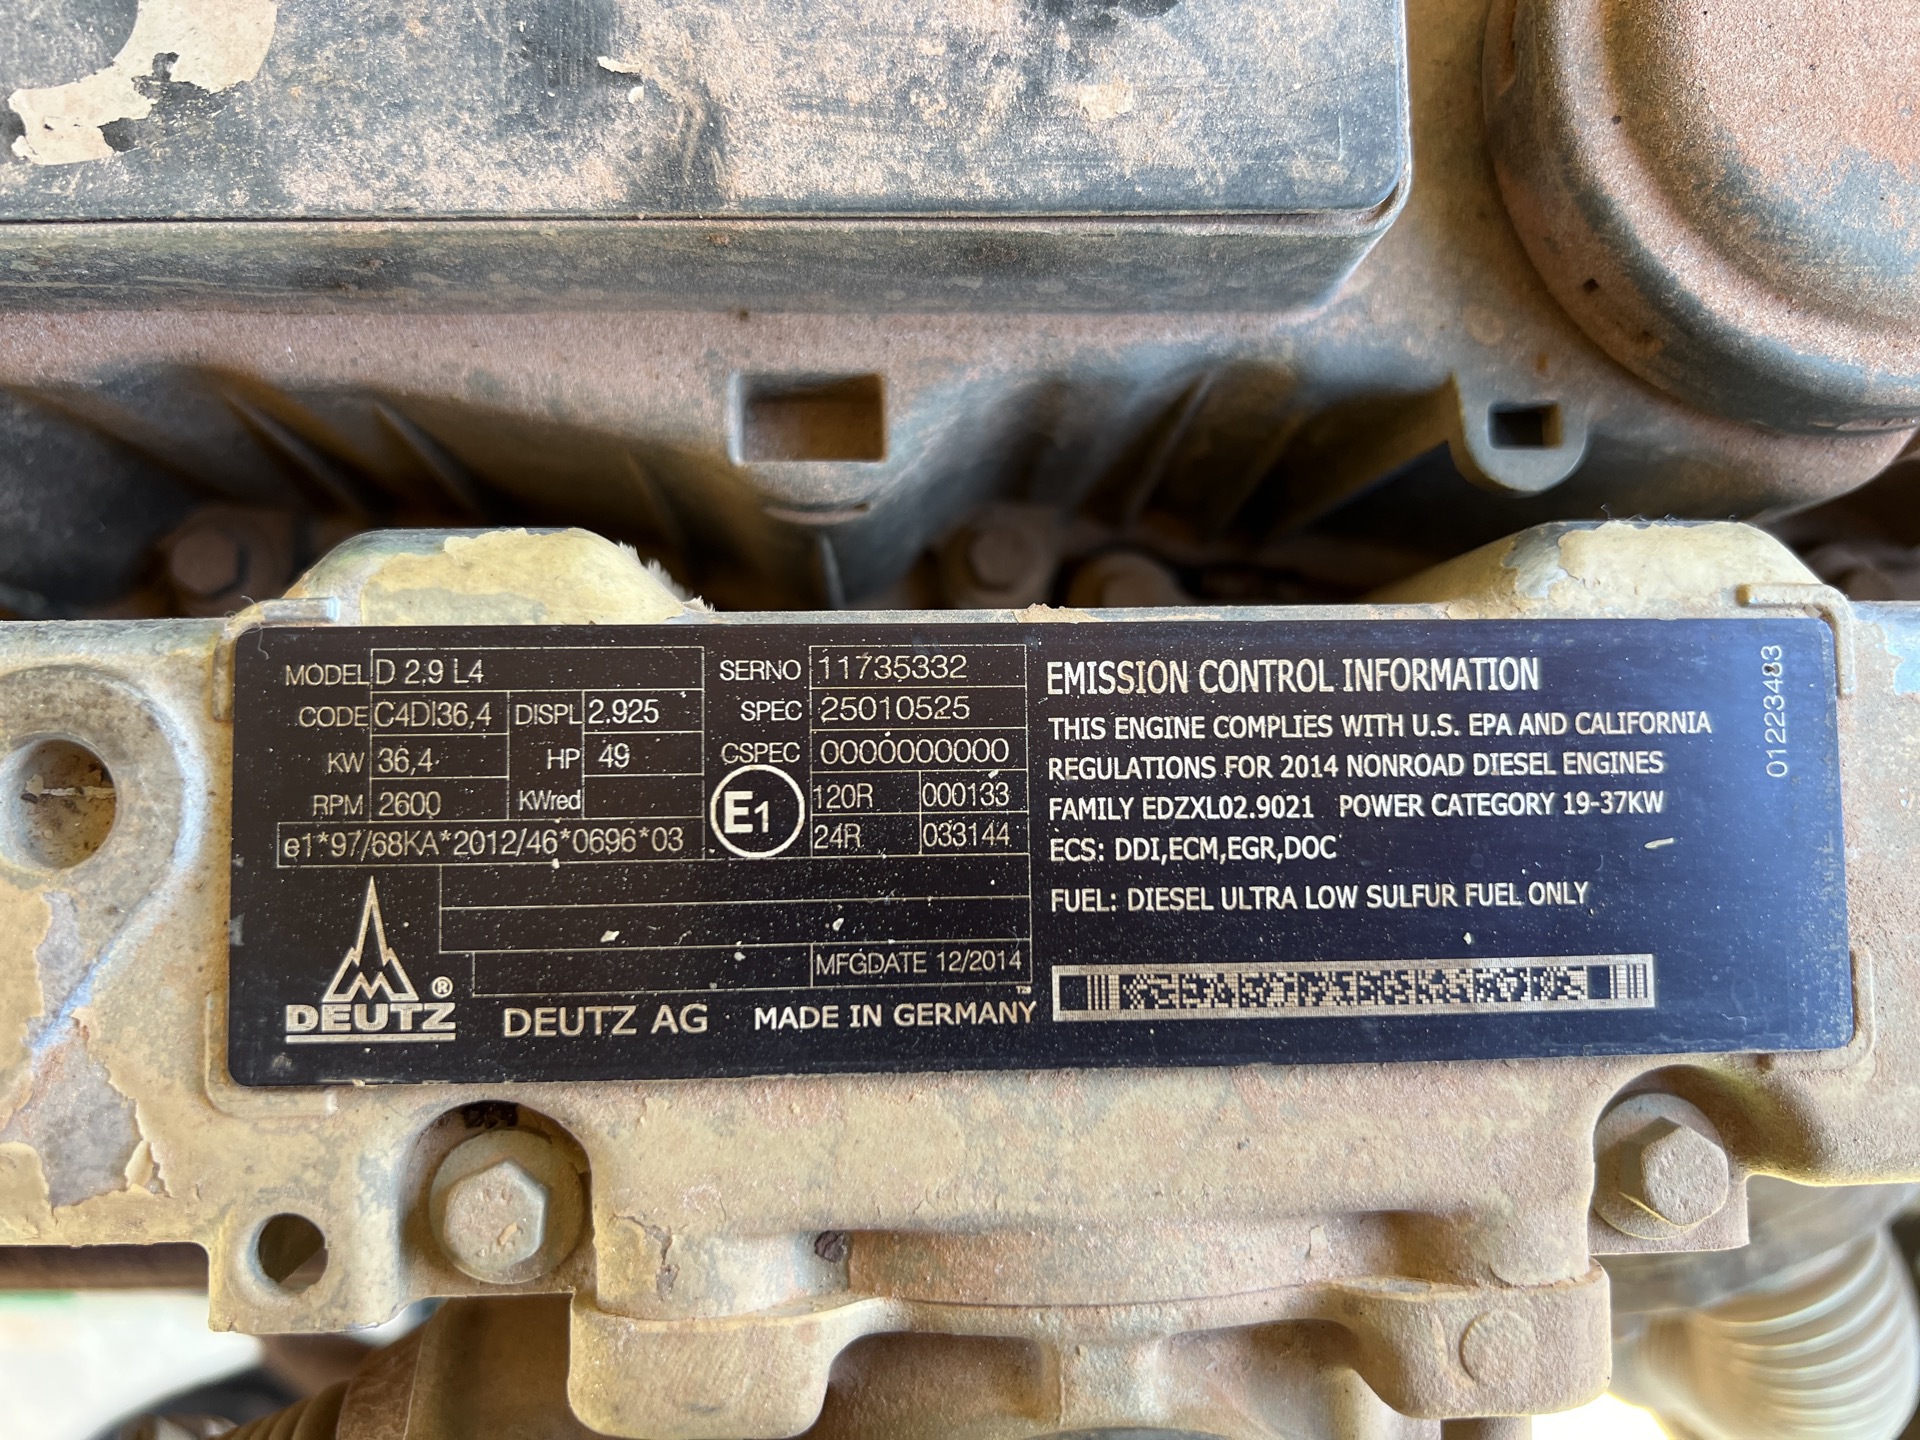 MODEL D 2.9 L4
CODE C4DI36,4 DISPL 2.925
KW 36,4 HP 49
RPM 2600 KWred
e1*97/68KA*2012/46*0696*03
SERNO 11735332
SPEC 25010525
CSPEC 0000000000
E1 120R 000133
24R 033144
MFGDATE 12/2014
DEUTZ ®
DEUTZ AG MADE IN GERMANY
EMISSION CONTROL INFORMATION
THIS ENGINE COMPLIES WITH U.S. EPA AND CALIFORNIA
REGULATIONS FOR 2014 NONROAD DIESEL ENGINES
FAMILY EDZXL02.9021 POWER CATEGORY 19-37KW
ECS: DDI,ECM,EGR,DOC
FUEL: DIESEL ULTRA LOW SULFUR FUEL ONLY
01223483